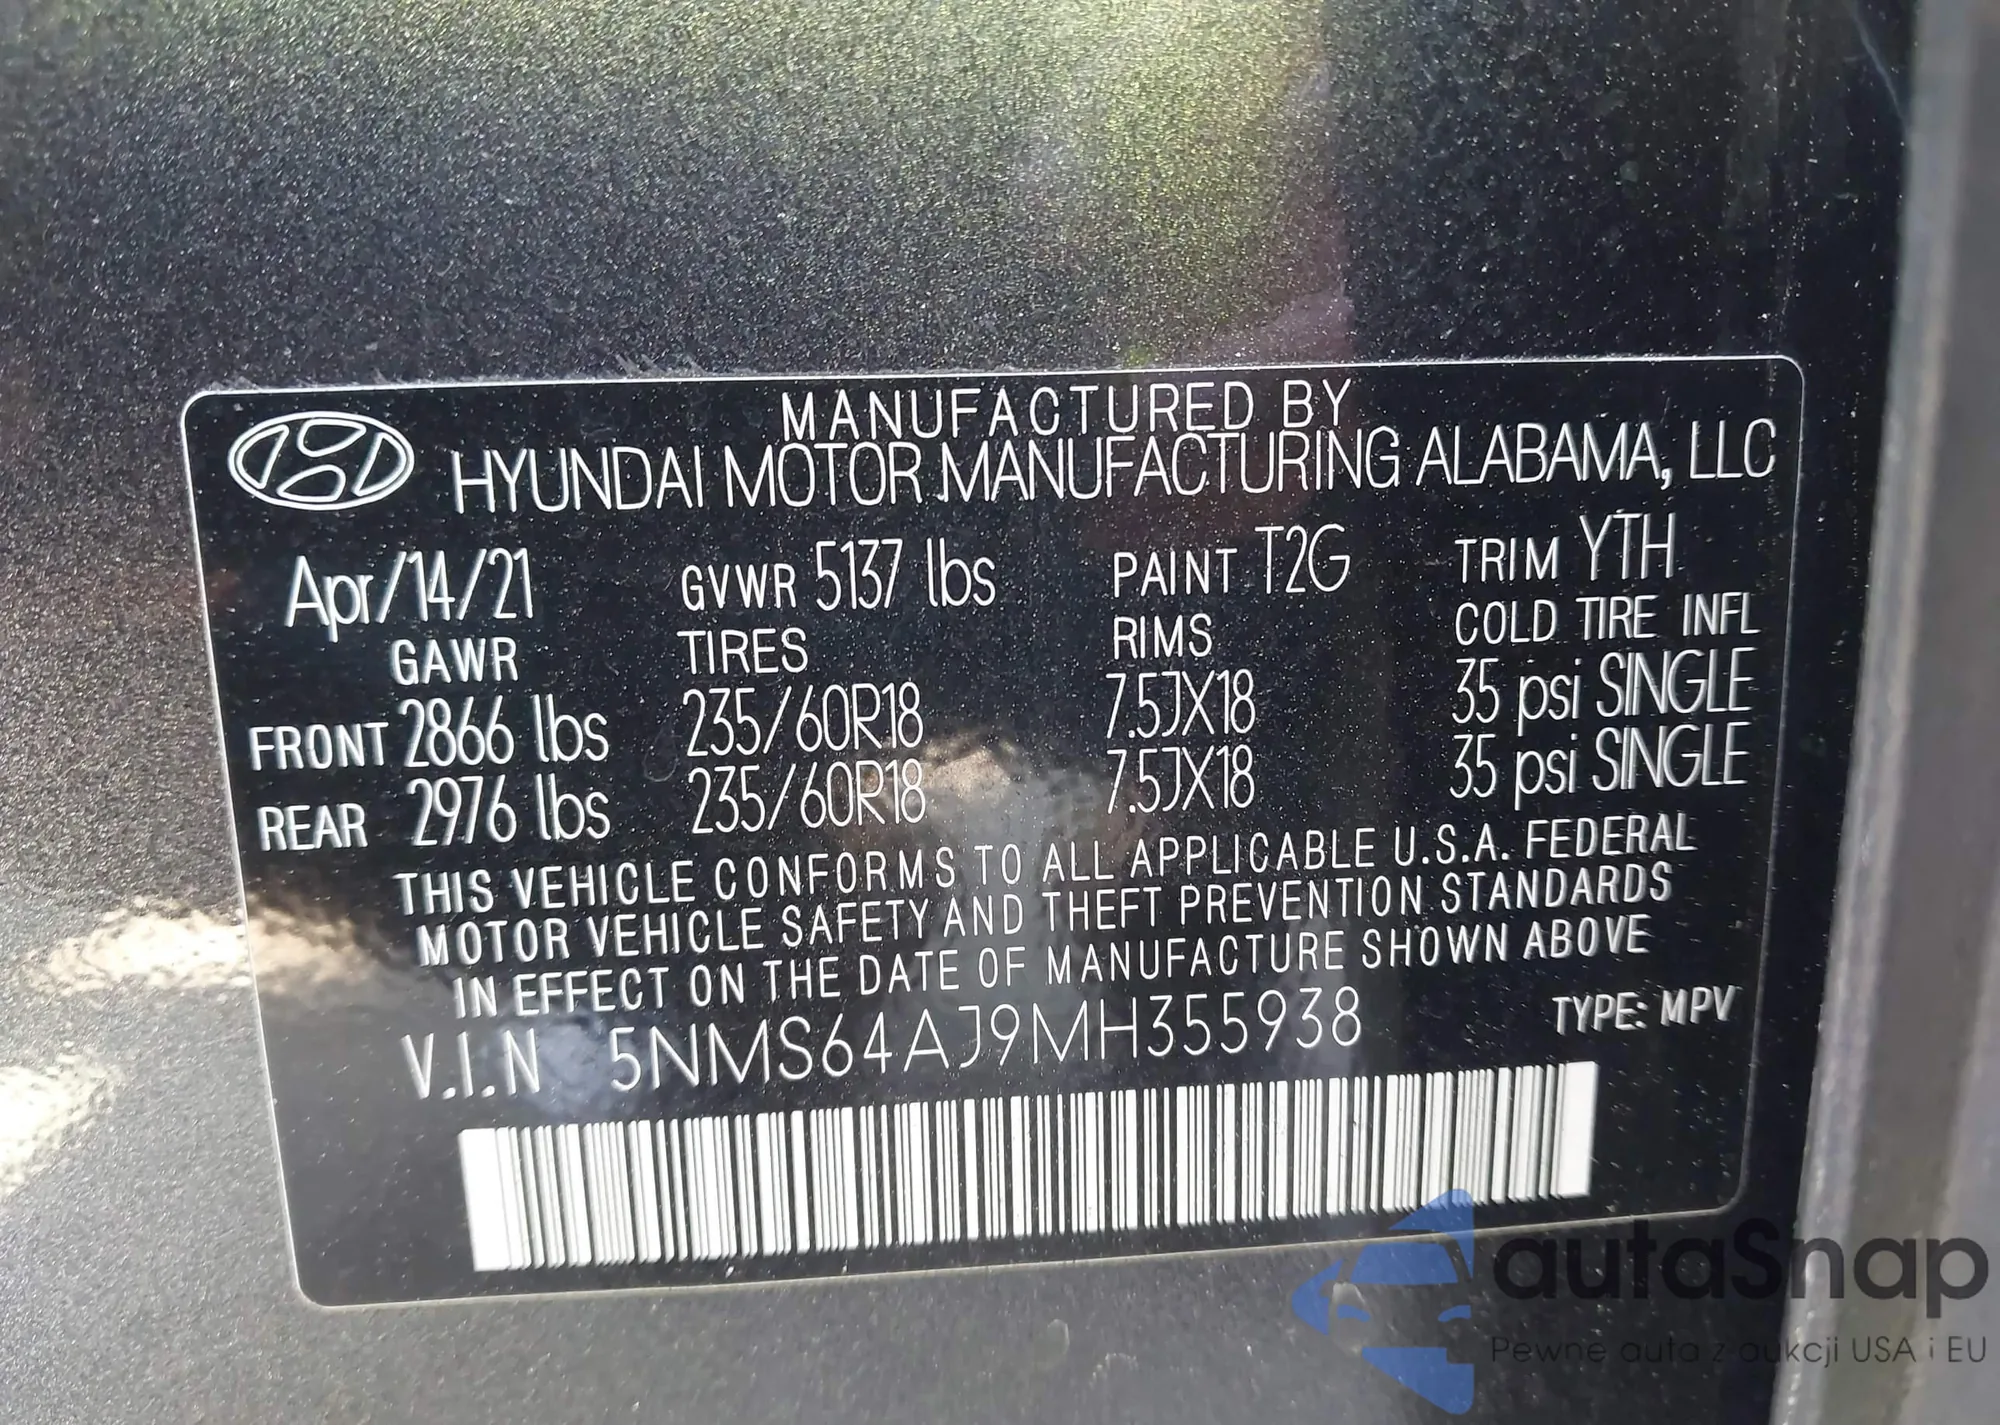 MANUFACTURED BY
HYUNDAI MOTOR MANUFACTURING ALABAMA, LLC
Apr/14/21 GVWR 5137 lbs PAINT T2G TRIM YTH
GAWR TIRES RIMS COLD TIRE INFL
FRONT 2866 lbs 235/60R18 7.5JX18 35 psi SINGLE
REAR 2976 lbs 235/60R18 7.5JX18 35 psi SINGLE
THIS VEHICLE CONFORMS TO ALL APPLICABLE U.S.A. FEDERAL
MOTOR VEHICLE SAFETY AND THEFT PREVENTION STANDARDS
IN EFFECT ON THE DATE OF MANUFACTURE SHOWN ABOVE
V.I.N 5NMS64AJ9MH355938 TYPE: MPV
autaSnap
Pewne auta z aukcji USA i EU